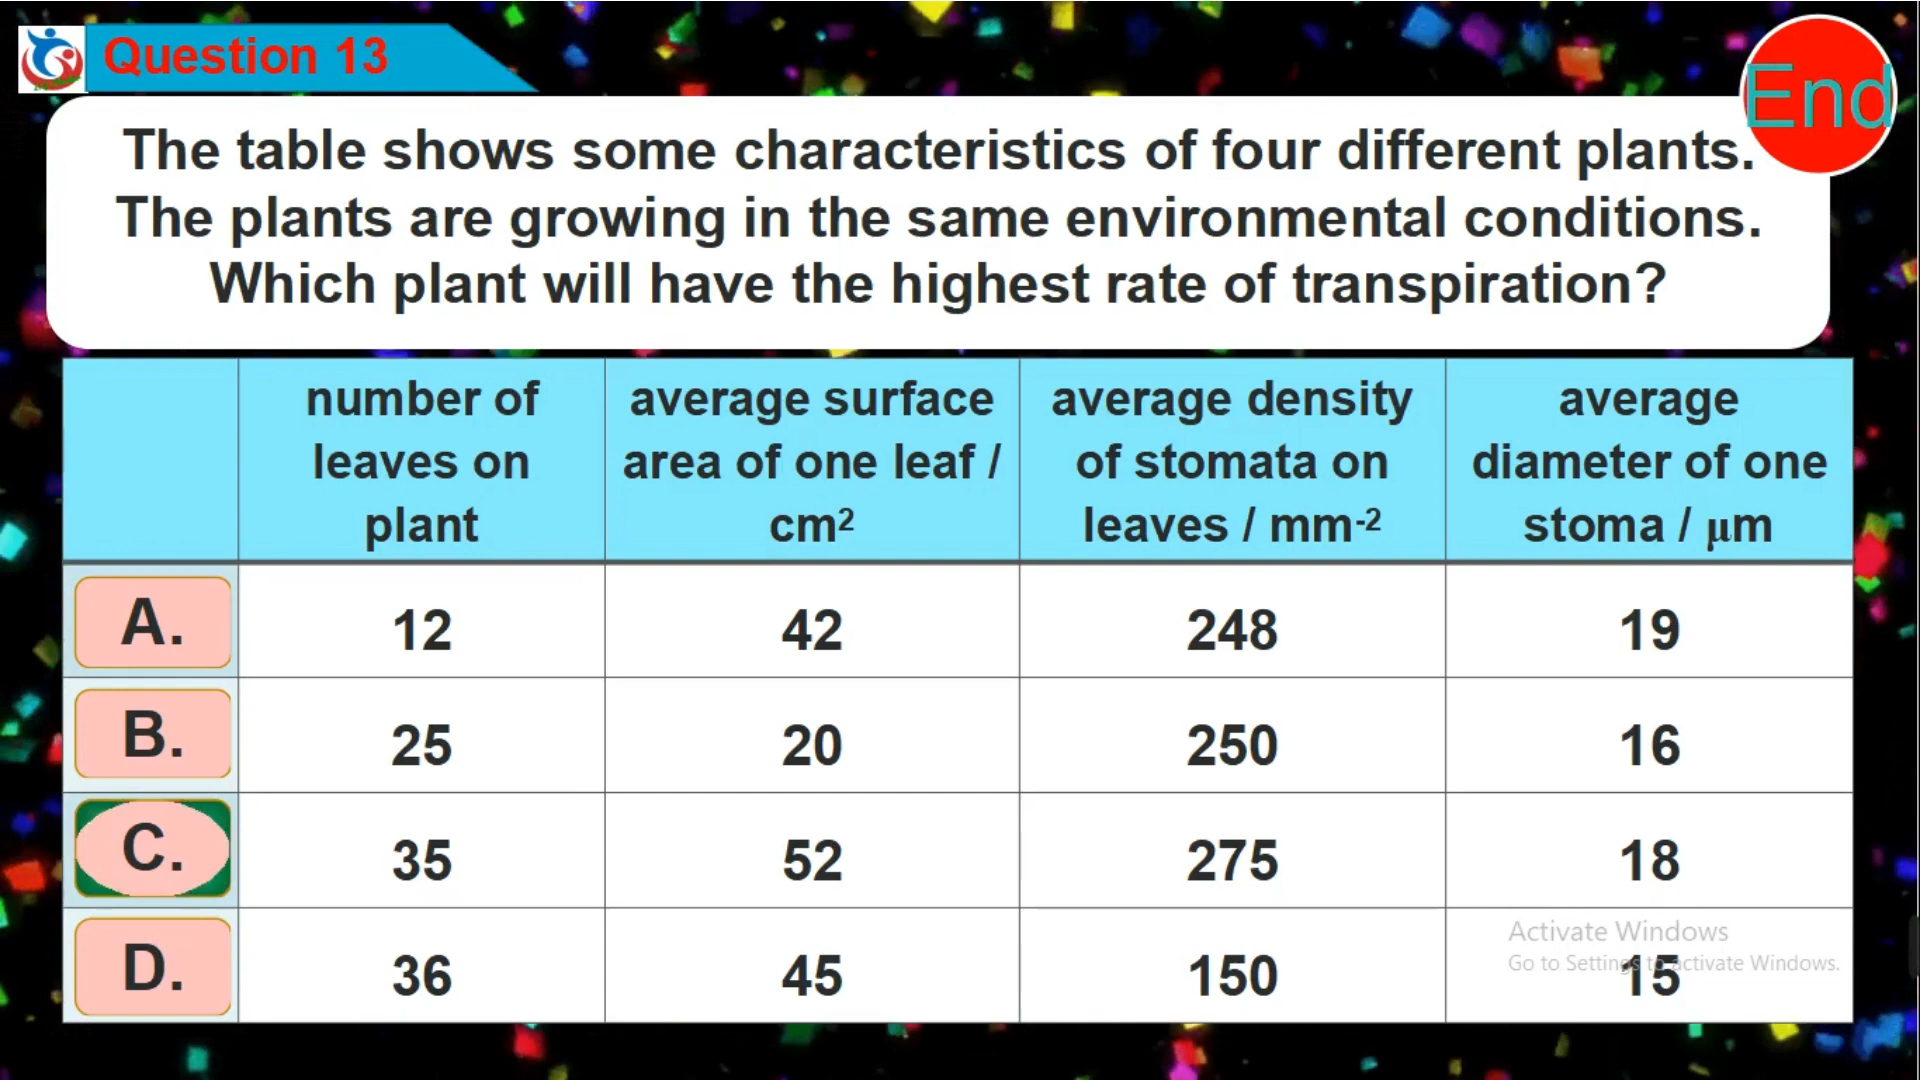 Question 13
End
The table shows some characteristics of four different plants.
The plants are growing in the same environmental conditions.
Which plant will have the highest rate of transpiration?
number of leaves on plant
average surface area of one leaf / cm²
average density of stomata on leaves / mm⁻²
average diameter of one stoma / µm
A. 12 42 248 19
B. 25 20 250 16
C. 35 52 275 18
D. 36 45 150 15
Activate Windows
Go to Settings to activate Windows.